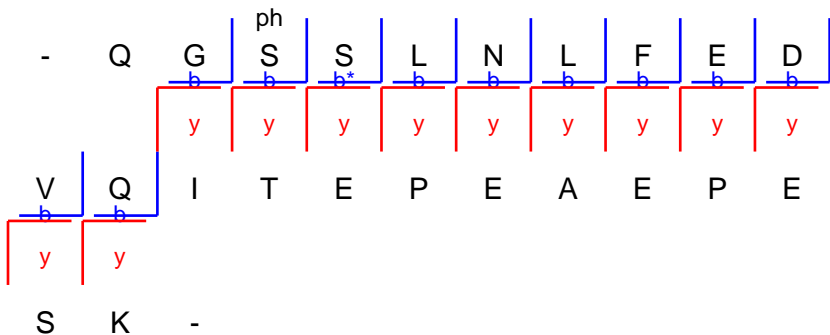 ph
- Q G S S L N L F E D
b b b* b b b b b b
y y y y y y y y y
V Q I T E P E A E P E
b b
y y
S K -